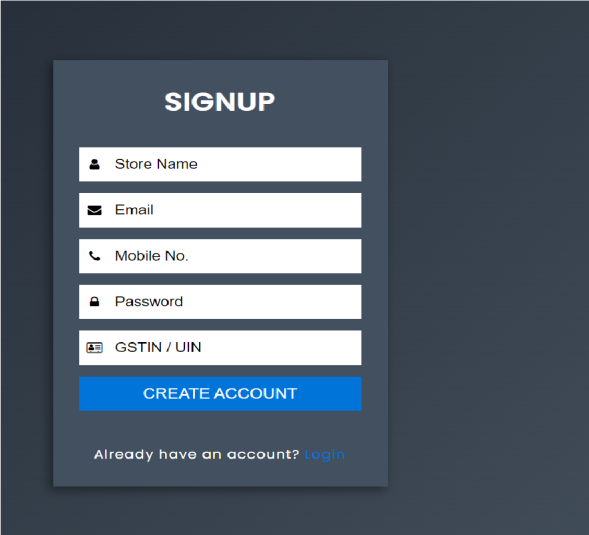 SIGNUP
Store Name
Email
Mobile No.
Password
GSTIN / UIN
CREATE ACCOUNT
Already have an account? Login